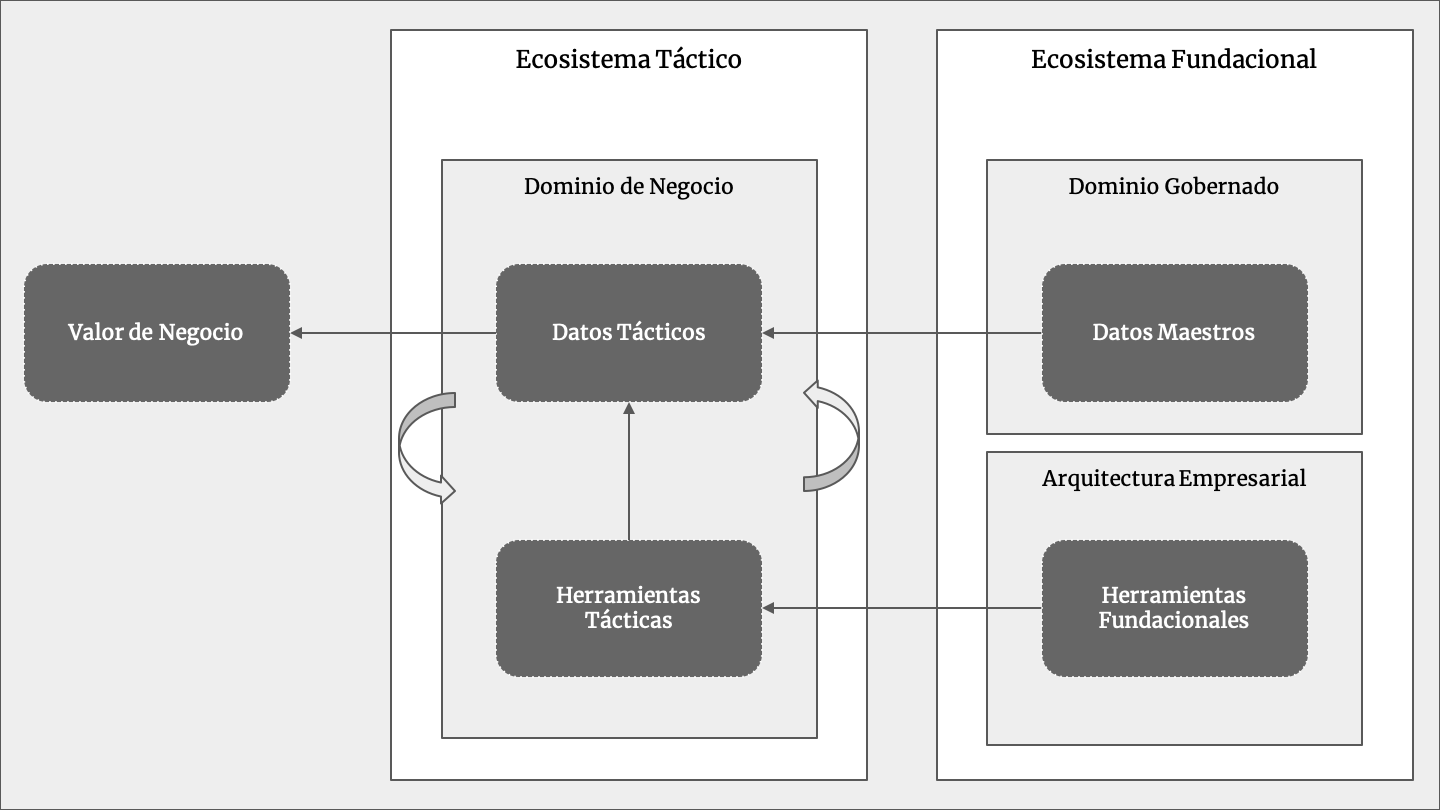 Ecosistema Táctico
Ecosistema Fundacional
Dominio de Negocio
Dominio Gobernado
Valor de Negocio
Datos Tácticos
Datos Maestros
Arquitectura Empresarial
Herramientas
Tácticas
Herramientas
Fundacionales